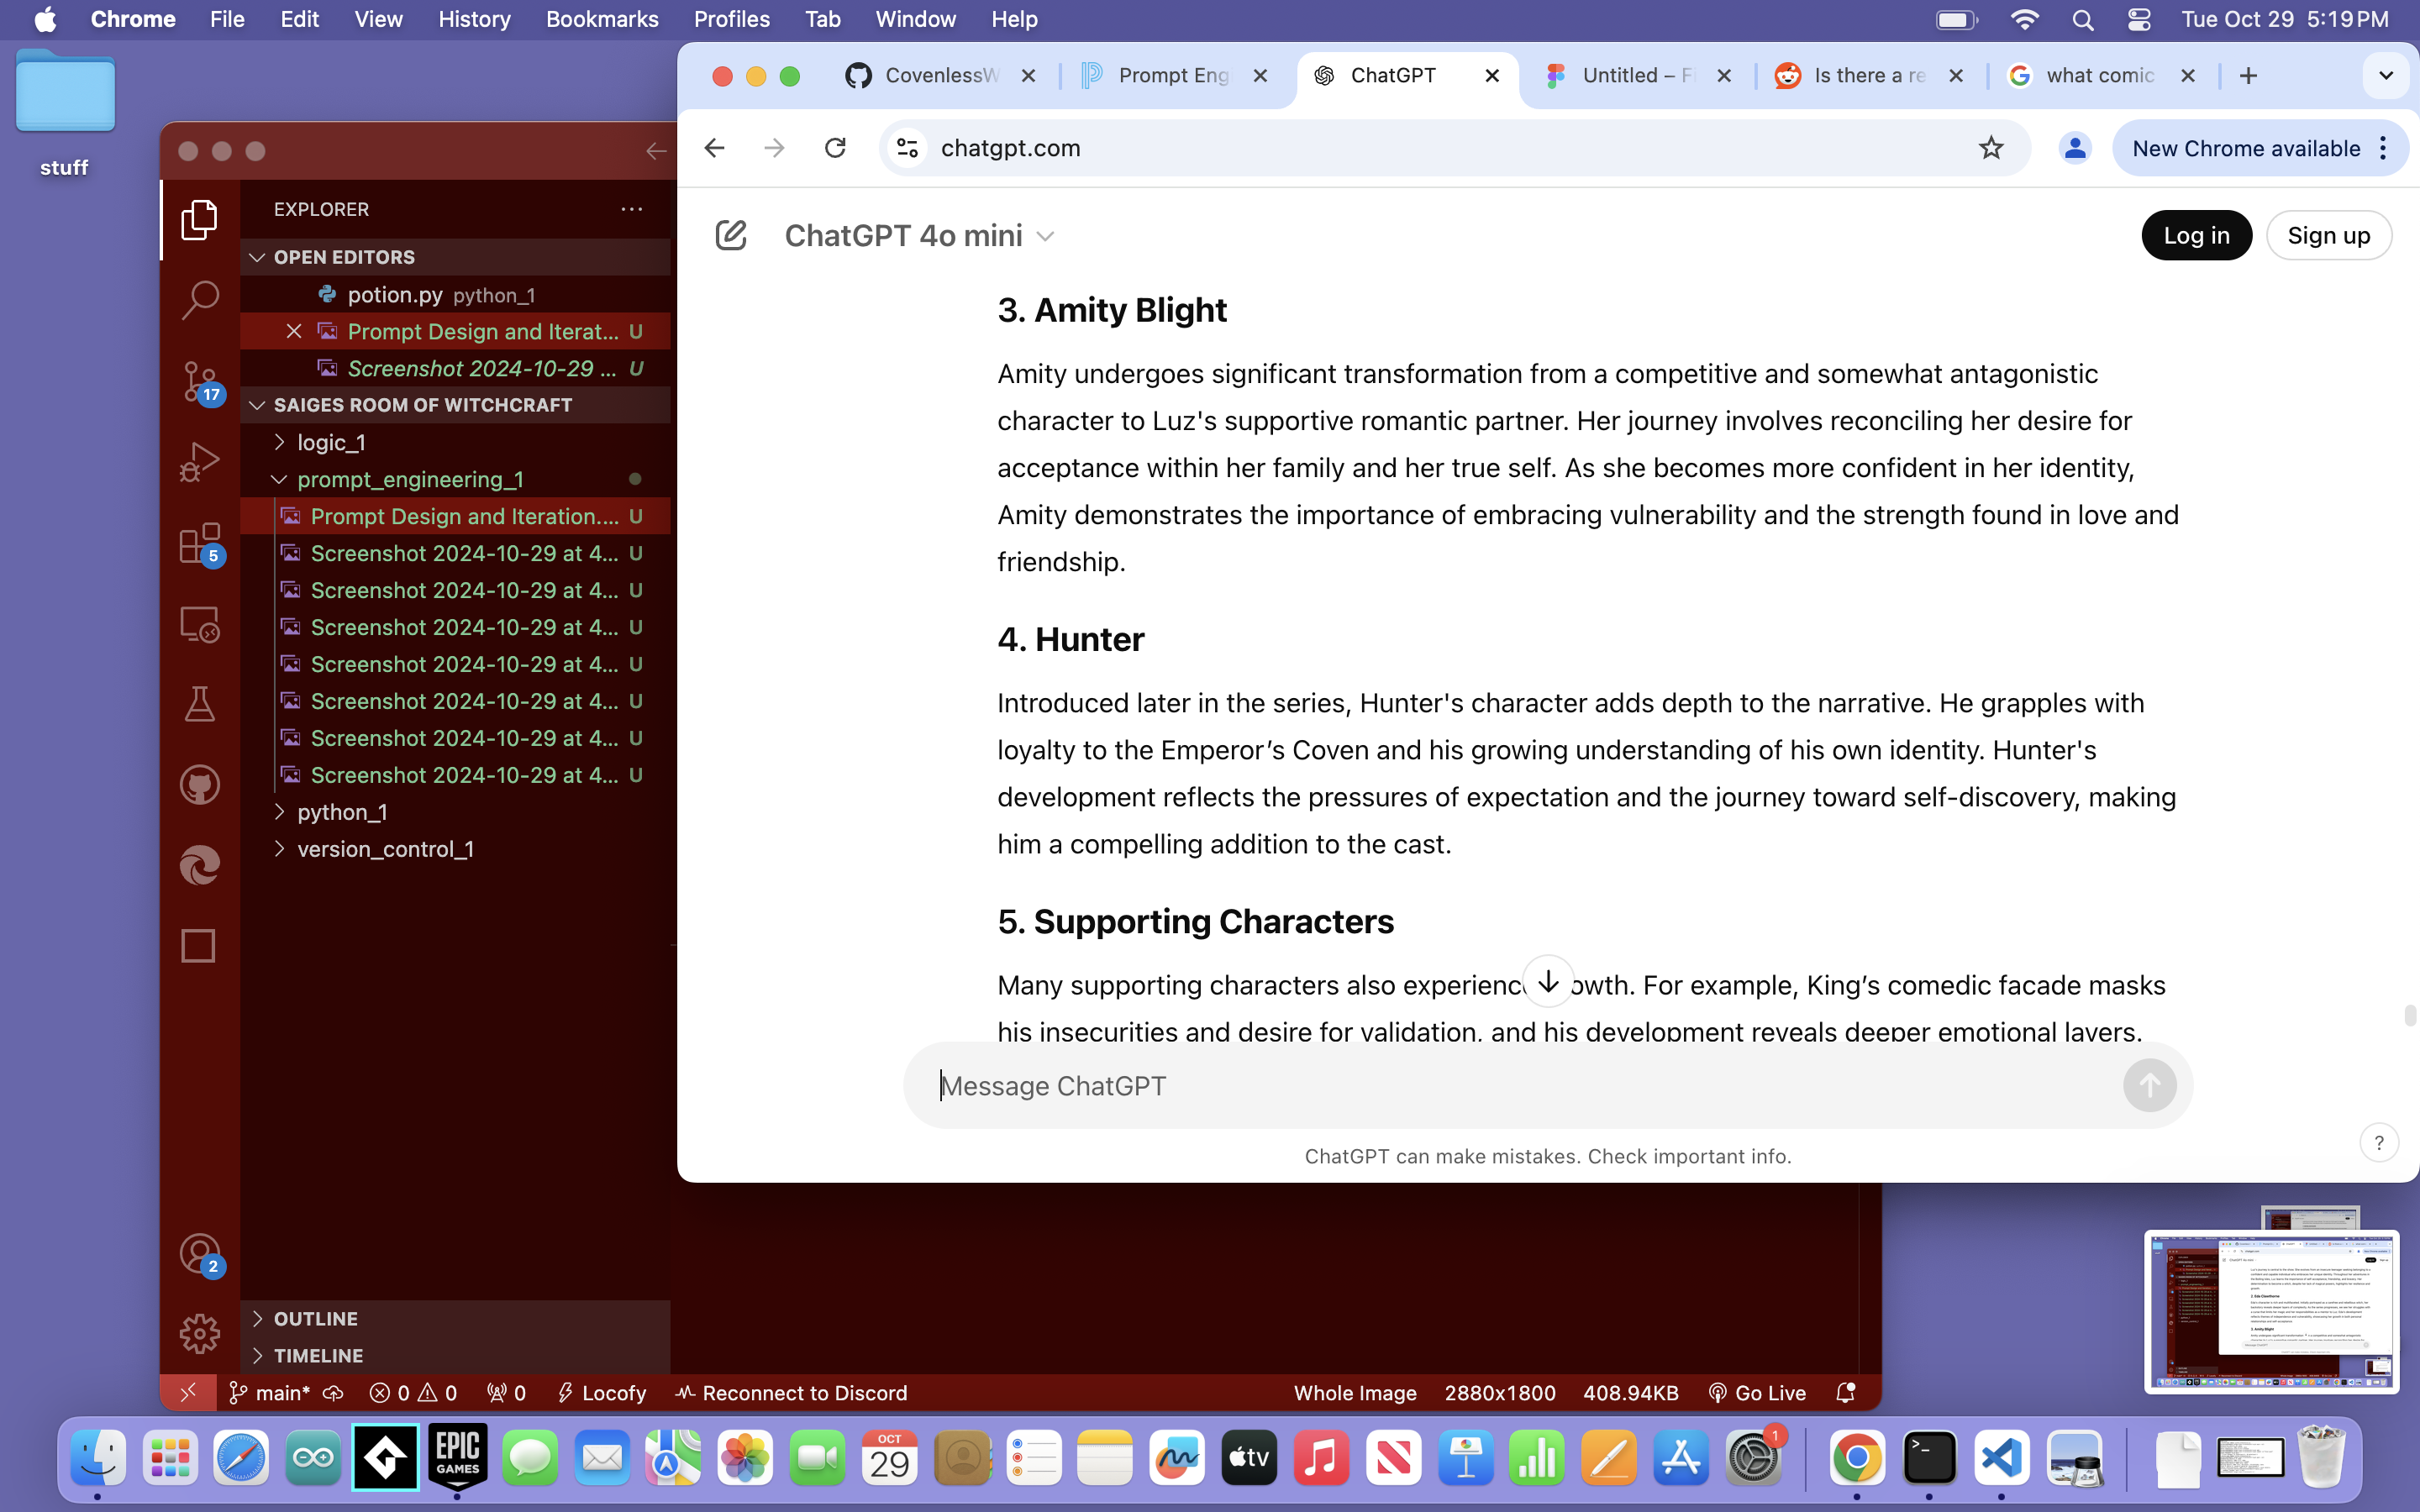 Chrome File Edit View History Bookmarks Profiles Tab Window Help Tue Oct 29 5:19 PM
stuff
CovenlessW Prompt Eng ChatGPT Untitled – Fi Is there a re what comic
chatgpt.com
New Chrome available
ChatGPT 4o mini
Log in
Sign up
EXPLORER
OPEN EDITORS
potion.py python_1
Prompt Design and Iterat... U
Screenshot 2024-10-29 ... U
SAIGES ROOM OF WITCHCRAFT
logic_1
prompt_engineering_1
Prompt Design and Iteration.... U
Screenshot 2024-10-29 at 4... U
Screenshot 2024-10-29 at 4... U
Screenshot 2024-10-29 at 4... U
Screenshot 2024-10-29 at 4... U
Screenshot 2024-10-29 at 4... U
Screenshot 2024-10-29 at 4... U
Screenshot 2024-10-29 at 4... U
python_1
version_control_1
17
5
2
OUTLINE
TIMELINE
3. Amity Blight
Amity undergoes significant transformation from a competitive and somewhat antagonistic
character to Luz's supportive romantic partner. Her journey involves reconciling her desire for
acceptance within her family and her true self. As she becomes more confident in her identity,
Amity demonstrates the importance of embracing vulnerability and the strength found in love and
friendship.
4. Hunter
Introduced later in the series, Hunter's character adds depth to the narrative. He grapples with
loyalty to the Emperor’s Coven and his growing understanding of his own identity. Hunter's
development reflects the pressures of expectation and the journey toward self-discovery, making
him a compelling addition to the cast.
5. Supporting Characters
Many supporting characters also experienc owth. For example, King’s comedic facade masks
his insecurities and desire for validation, and his development reveals deeper emotional layers.
Message ChatGPT
ChatGPT can make mistakes. Check important info.
?
main* 0 0 0 Locofy Reconnect to Discord Whole Image 2880x1800 408.94KB Go Live
EPIC GAMES
OCT
29
tv
1